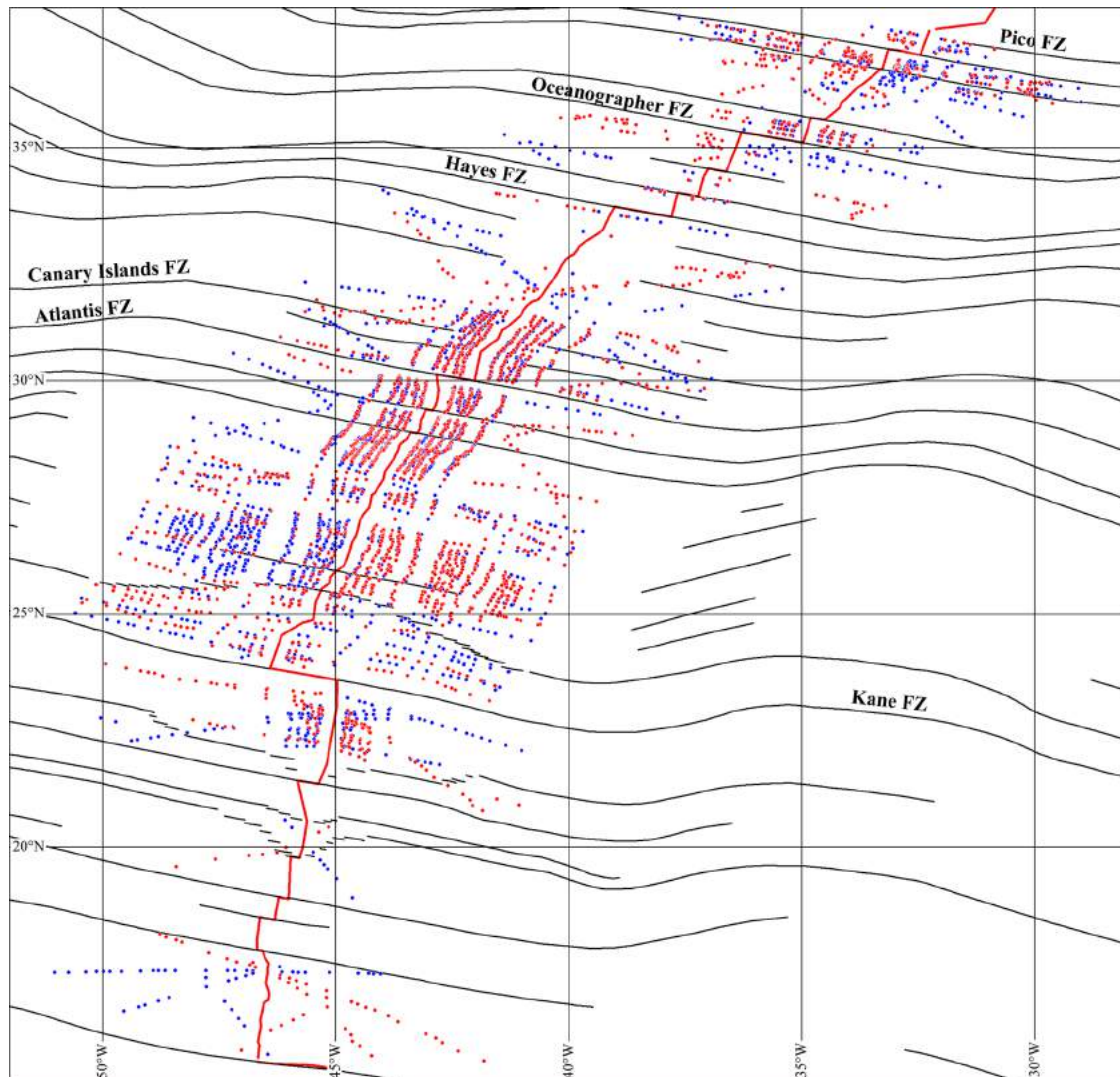 Pico FZ
Oceanographer FZ
35°N
Hayes FZ
Canary Islands FZ
Atlantis FZ
30°N
25°N
Kane FZ
20°N
50°W
45°W
40°W
35°W
30°W